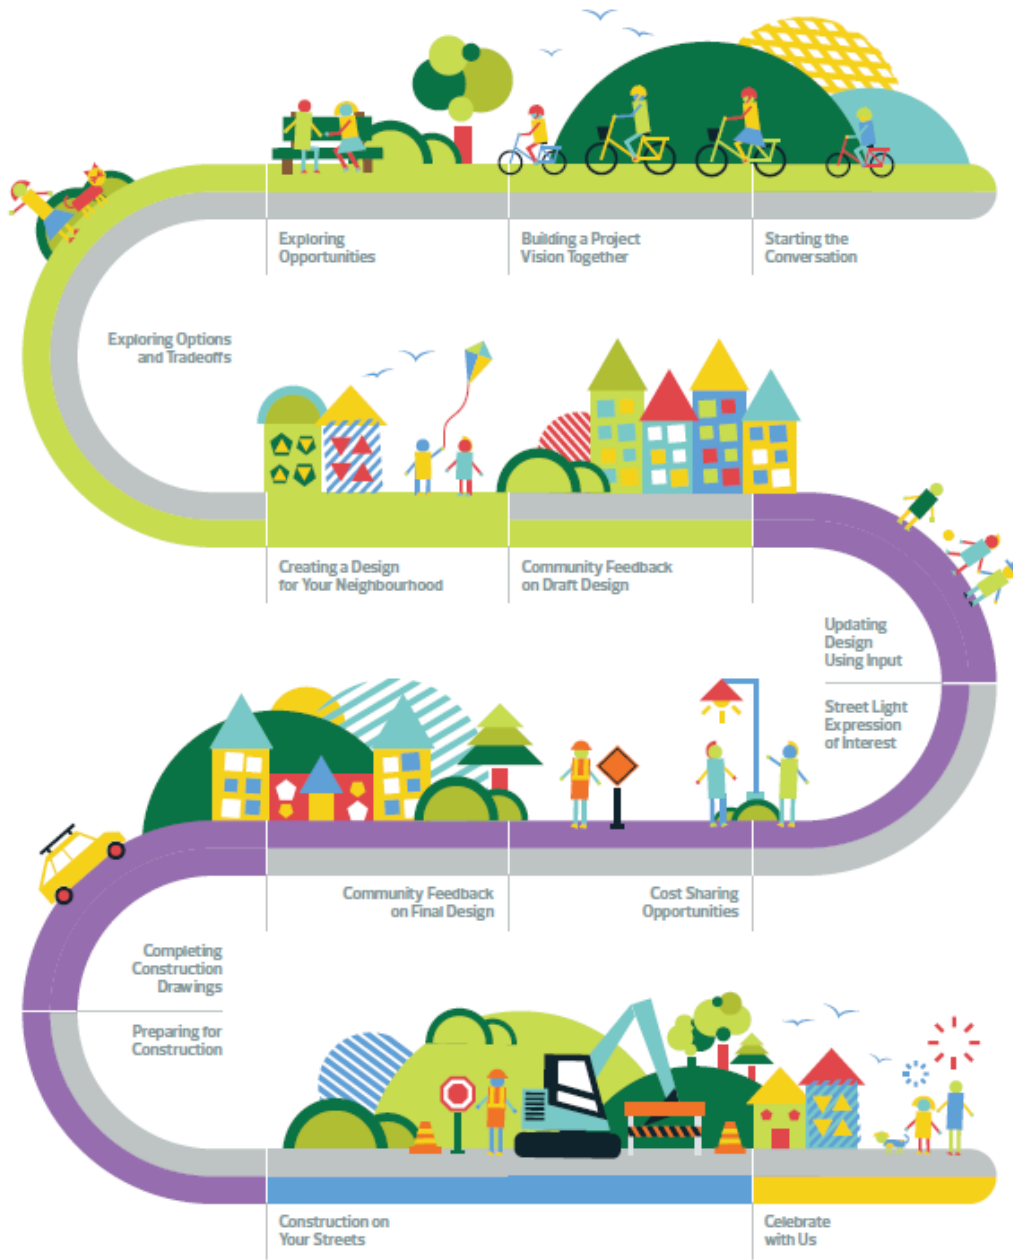 Exploring
Opportunities
Building a Project
Vision Together
Starting the
Conversation
Exploring Options
and Tradeoffs
Creating a Design
for Your Neighbourhood
Community Feedback
on Draft Design
Updating
Design
Using Input
Street Light
Expression
of Interest
Community Feedback
on Final Design
Cost Sharing
Opportunities
Completing
Construction
Drawings
Preparing for
Construction
Construction on
Your Streets
Celebrate
with Us